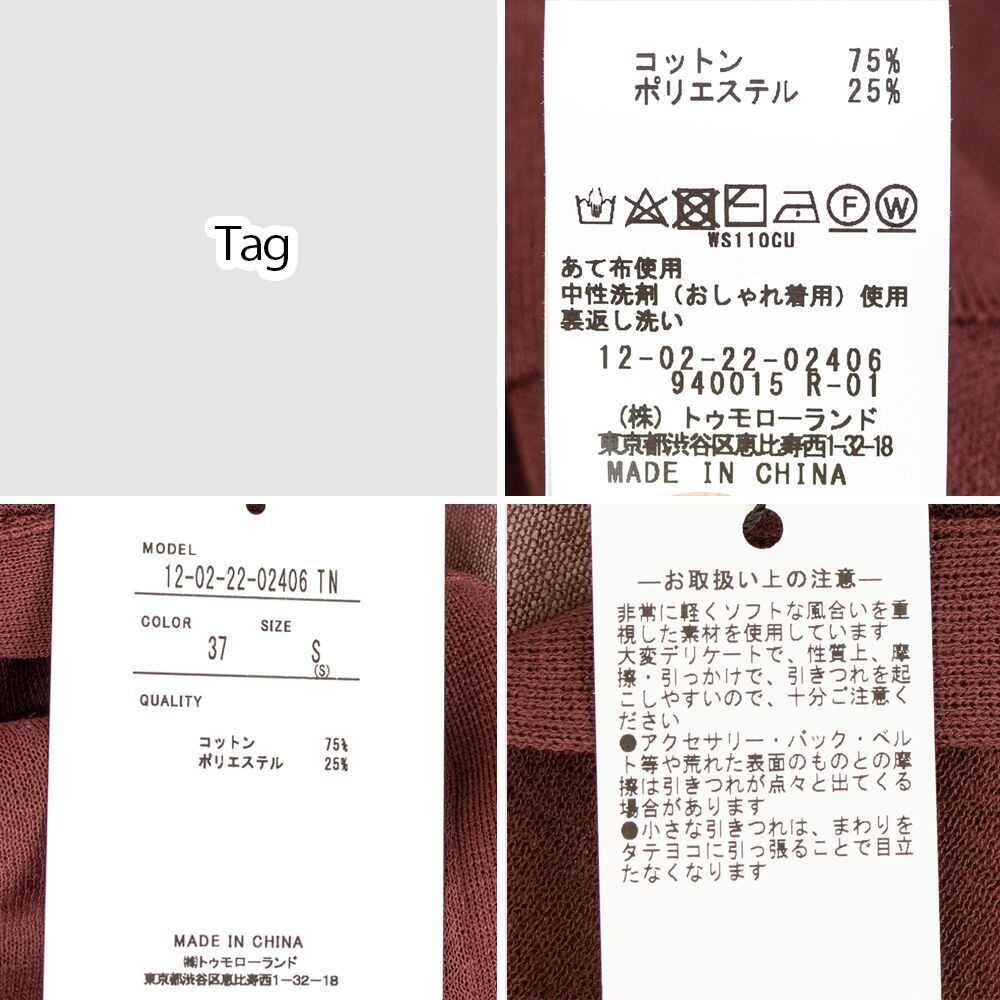 Tag
コットン 75%
ポリエステル 25%
F W
WS110CU
あて布使用
中性洗剤（おしゃれ着用）使用
裏返し洗い
12-02-22-02406
940015 R-01
（株）トゥモローランド
東京都渋谷区恵比寿西1-32-18
MADE IN CHINA
MODEL
12-02-22-02406 TN
COLOR SIZE
37 S
(S)
QUALITY
コットン 75%
ポリエステル 25%
MADE IN CHINA
㈱トゥモローランド
東京都渋谷区恵比寿西1-32-18
―お取扱い上の注意―
非常に軽くソフトな風合いを重
視した素材を使用しています
大変デリケートで、性質上、摩
擦・引っかけで、引きつれを起
こしやすいので、十分ご注意く
ださい
●アクセサリー・バック・ベル
ト等や荒れた表面のものとの摩
擦は引きつれが点々と出てくる
場合があります
●小さな引きつれは、まわりを
タテヨコに引っ張ることで目立
たなくなります